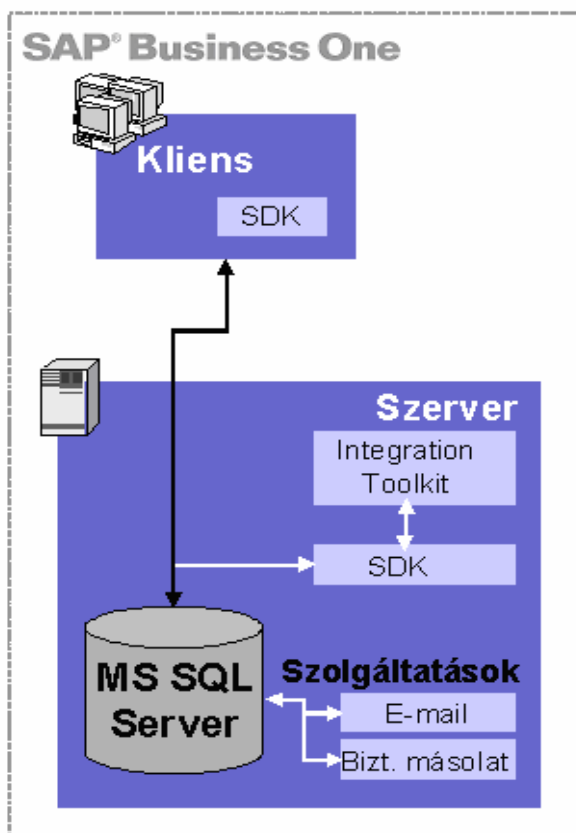 SAP® Business One
Kliens
SDK
Szerver
Integration
Toolkit
SDK
MS SQL
Server
Szolgáltatások
E-mail
Bizt. másolat